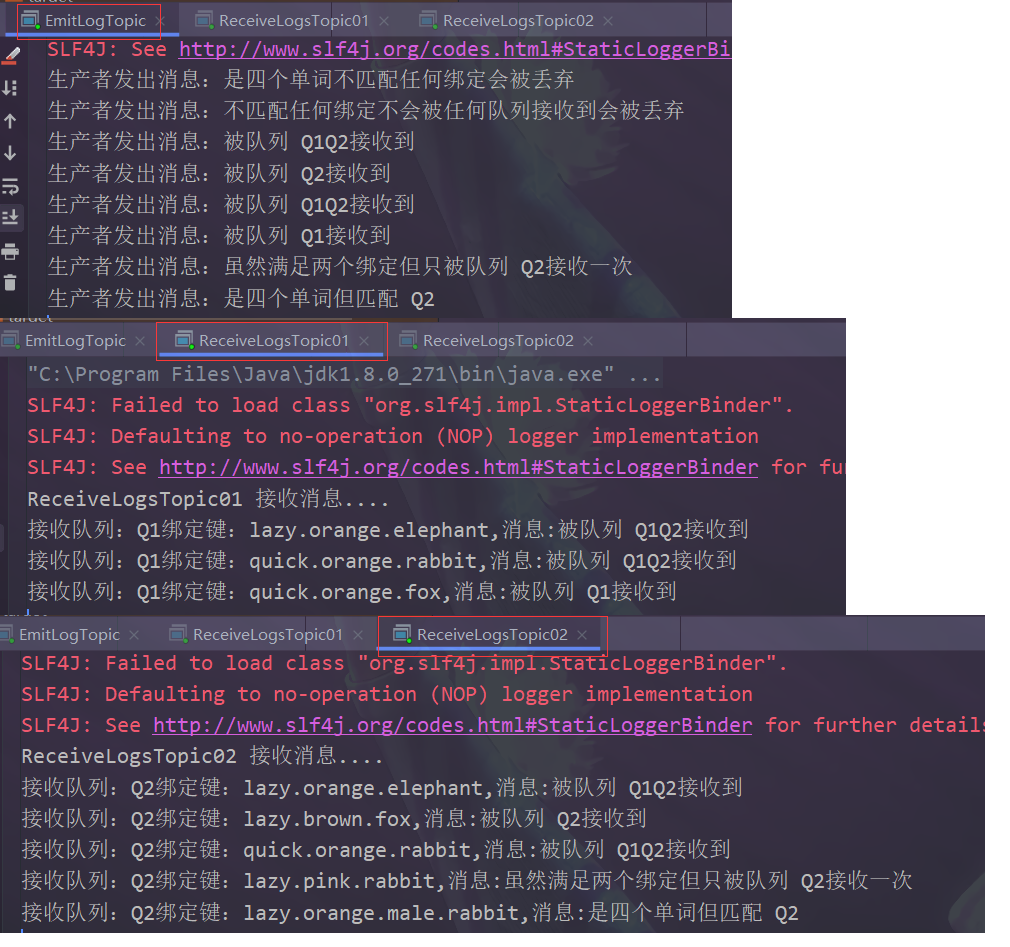 EmitLogTopic × ReceiveLogsTopic01 × ReceiveLogsTopic02 ×
SLF4J: See http://www.slf4j.org/codes.html#StaticLoggerBi
生产者发出消息: 是四个单词不匹配任何绑定会被丢弃
生产者发出消息: 不匹配任何绑定不会被任何队列接收到会被丢弃
生产者发出消息: 被队列 Q1Q2接收到
生产者发出消息: 被队列 Q2接收到
生产者发出消息: 被队列 Q1Q2接收到
生产者发出消息: 被队列 Q1接收到
生产者发出消息: 虽然满足两个绑定但只被队列 Q2接收一次
生产者发出消息: 是四个单词但匹配 Q2
EmitLogTopic × ReceiveLogsTopic01 × ReceiveLogsTopic02 ×
"C:\Program Files\Java\jdk1.8.0_271\bin\java.exe" ...
SLF4J: Failed to load class "org.slf4j.impl.StaticLoggerBinder".
SLF4J: Defaulting to no-operation (NOP) logger implementation
SLF4J: See http://www.slf4j.org/codes.html#StaticLoggerBinder for fu
ReceiveLogsTopic01 接收消息....
接收队列: Q1绑定键: lazy.orange.elephant,消息:被队列 Q1Q2接收到
接收队列: Q1绑定键: quick.orange.rabbit,消息:被队列 Q1Q2接收到
接收队列: Q1绑定键: quick.orange.fox,消息:被队列 Q1接收到
EmitLogTopic × ReceiveLogsTopic01 × ReceiveLogsTopic02 ×
SLF4J: Failed to load class "org.slf4j.impl.StaticLoggerBinder".
SLF4J: Defaulting to no-operation (NOP) logger implementation
SLF4J: See http://www.slf4j.org/codes.html#StaticLoggerBinder for further details
ReceiveLogsTopic02 接收消息....
接收队列: Q2绑定键: lazy.orange.elephant,消息:被队列 Q1Q2接收到
接收队列: Q2绑定键: lazy.brown.fox,消息:被队列 Q2接收到
接收队列: Q2绑定键: quick.orange.rabbit,消息:被队列 Q1Q2接收到
接收队列: Q2绑定键: lazy.pink.rabbit,消息:虽然满足两个绑定但只被队列 Q2接收一次
接收队列: Q2绑定键: lazy.orange.male.rabbit,消息:是四个单词但匹配 Q2